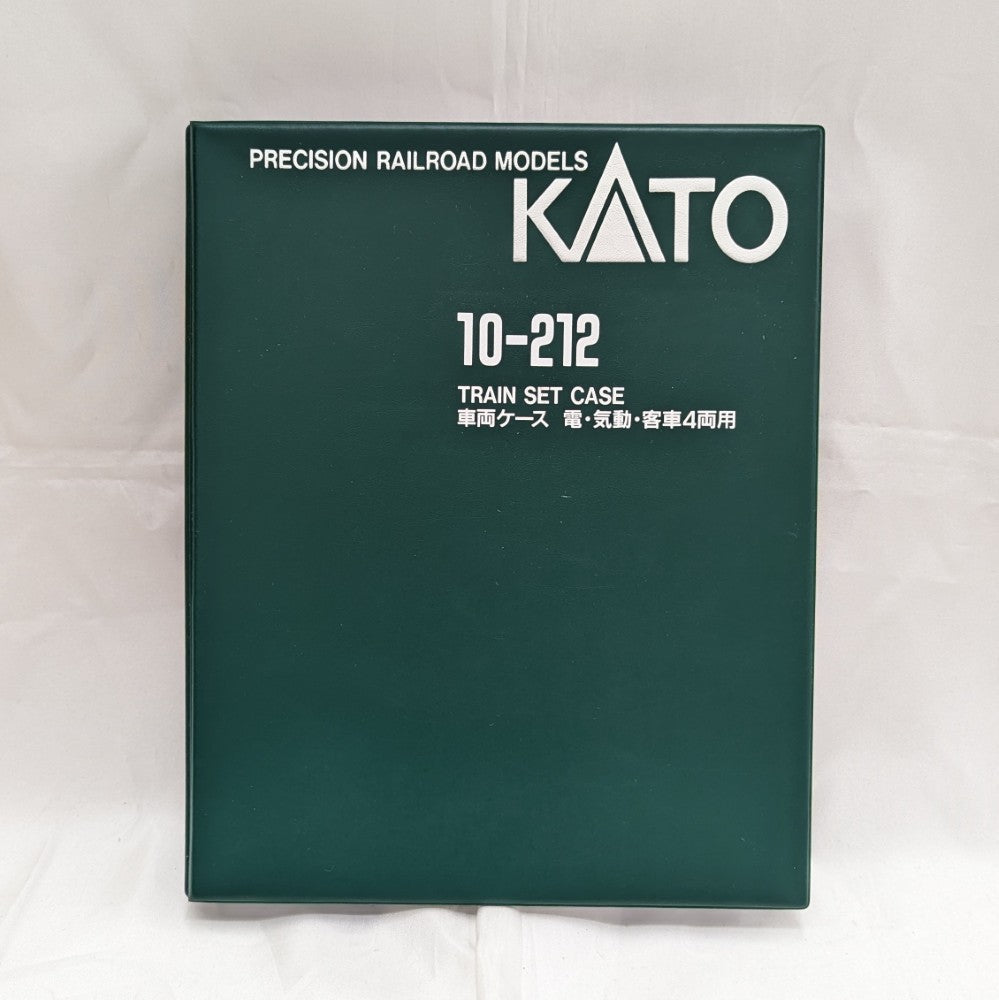 PRECISION RAILROAD MODELS
KATO
10-212
TRAIN SET CASE
車両ケース 電・気動・客車4両用